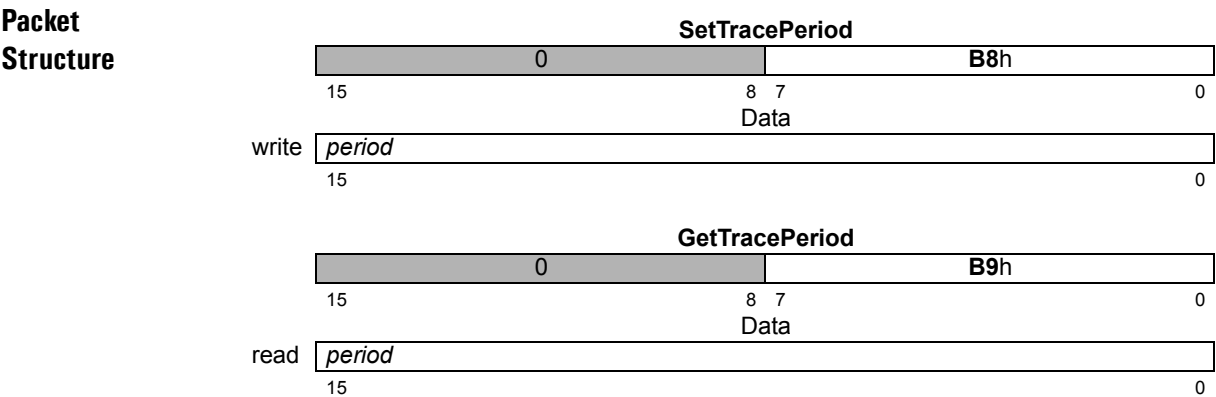 Packet
Structure
SetTracePeriod
0 B8h
15 8 7 0
Data
write period
15 0
GetTracePeriod
0 B9h
15 8 7 0
Data
read period
15 0